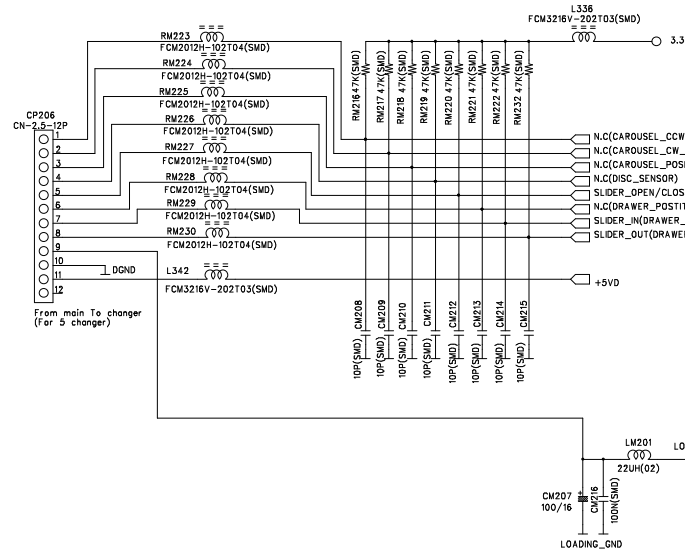 L336
FCM3216V-202T03(SMD)
3.3
RM223
FCM2012H-102T04(SMD)
RM224
FCM2012H-102T04(SMD)
RM225
FCM2012H-102T04(SMD)
RM226
FCM2012H-102T04(SMD)
RM227
FCM2012H-102T04(SMD)
RM228
FCM2012H-102T04(SMD)
RM229
FCM2012H-102T04(SMD)
RM230
FCM2012H-102T04(SMD)
CP206
CN-2.5-12P
1
2
3
4
5
6
7
8
9
10
11
12
DGND
L342
FCM3216V-202T03(SMD)
From main To changer
(For 5 changer)
RM216 47K(SMD)
RM217 47K(SMD)
RM218 47K(SMD)
RM219 47K(SMD)
RM220 47K(SMD)
RM221 47K(SMD)
RM222 47K(SMD)
RM232 47K(SMD)
N.C(CAROUSEL_CCW
N.C(CAROUSEL_CW_
N.C(CAROUSEL_POSI
N.C(DISC_SENSOR)
SLIDER_OPEN/CLOS
N.C(DRAWER_POSTIT
SLIDER_IN(DRAWER_
SLIDER_OUT(DRAWE
+5VD
10P(SMD) CM208
10P(SMD) CM209
10P(SMD) CM210
10P(SMD) CM211
10P(SMD) CM212
10P(SMD) CM213
10P(SMD) CM214
10P(SMD) CM215
LM201
LO
22UH(02)
CM207
100/16
+
CM216
100N(SMD)
LOADING_GND